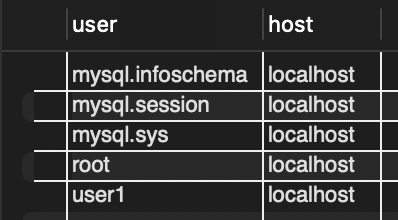 user host
mysql.infoschema localhost
mysql.session localhost
mysql.sys localhost
root localhost
user1 localhost